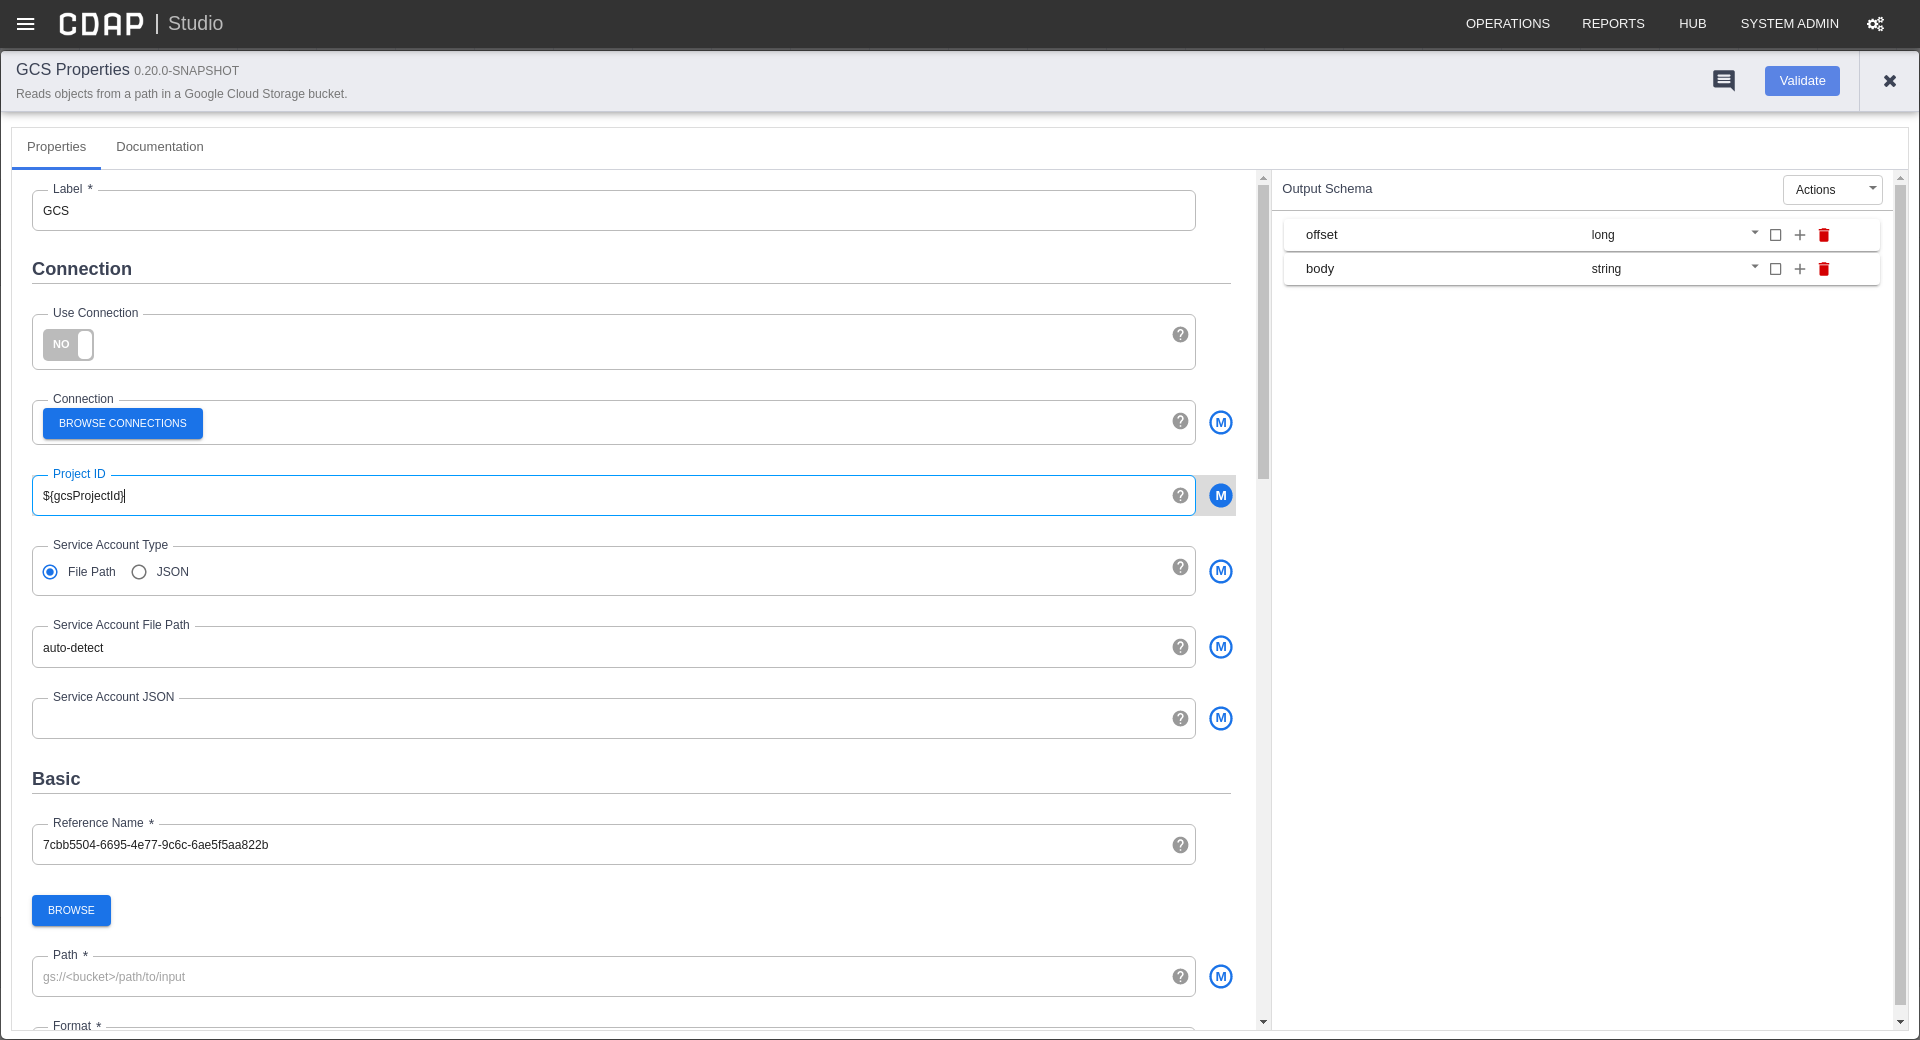 CDAP | Studio
OPERATIONS REPORTS HUB SYSTEM ADMIN
GCS Properties 0.20.0-SNAPSHOT
Reads objects from a path in a Google Cloud Storage bucket.
Validate
Properties Documentation
Label *
GCS
Connection
Use Connection
NO
Connection
BROWSE CONNECTIONS
M
Project ID
${gcsProjectId}
M
Service Account Type
File Path JSON
M
Service Account File Path
auto-detect
M
Service Account JSON
M
Basic
Reference Name *
7cbb5504-6695-4e77-9c6c-6ae5f5aa822b
BROWSE
Path *
gs://<bucket>/path/to/input
M
Format *
Output Schema
Actions
offset long
body string